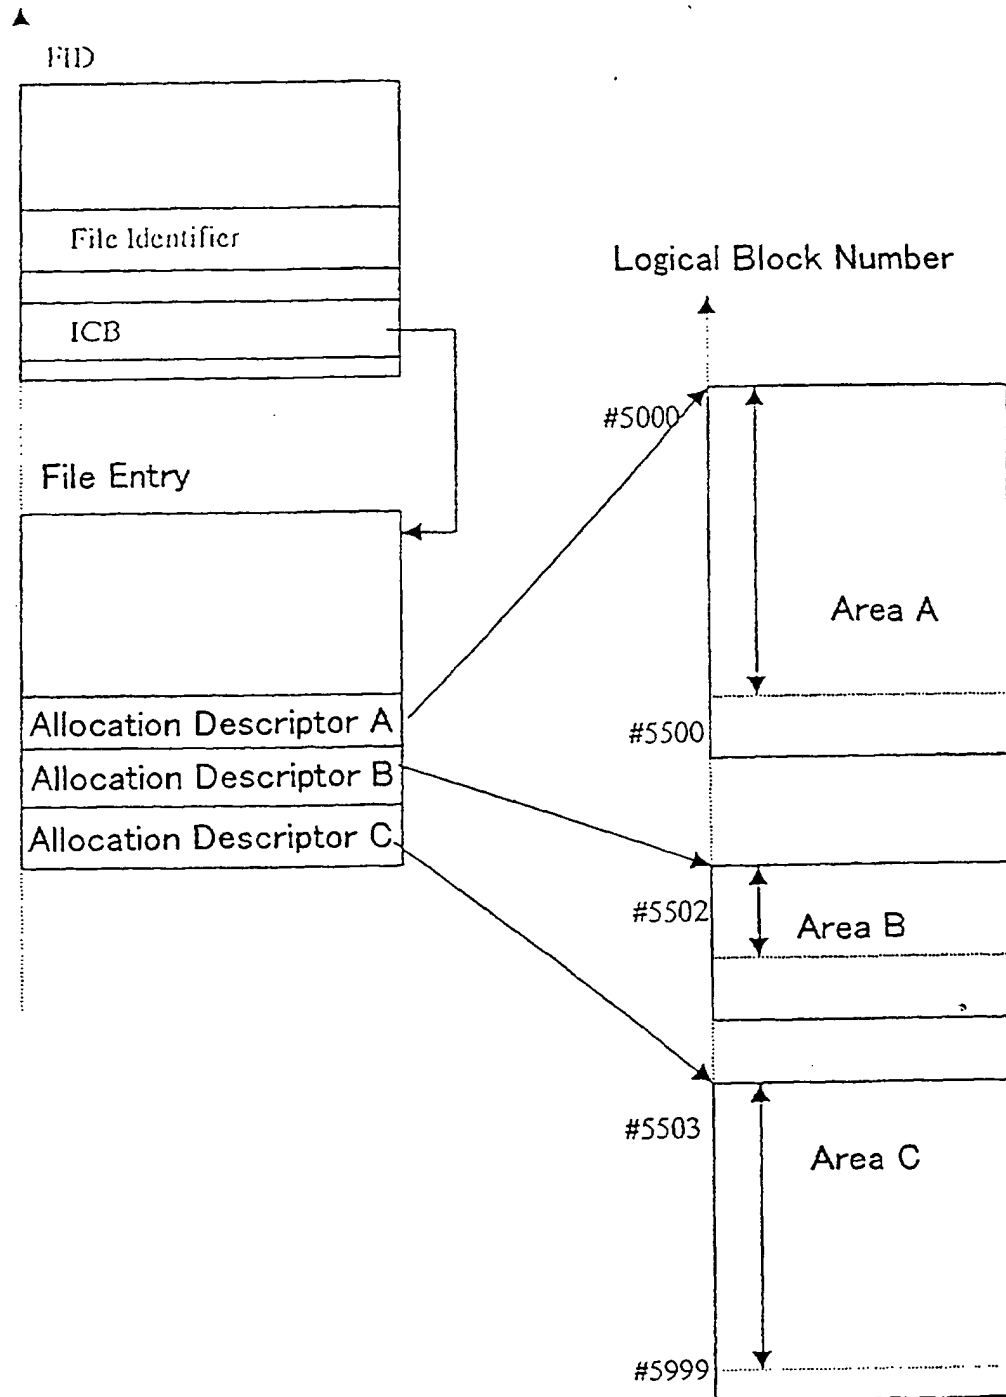 FID
File Identifier
ICB
File Entry
Allocation Descriptor A
Allocation Descriptor B
Allocation Descriptor C
Logical Block Number
#5000
Area A
#5500
#5502
Area B
#5503
Area C
#5999